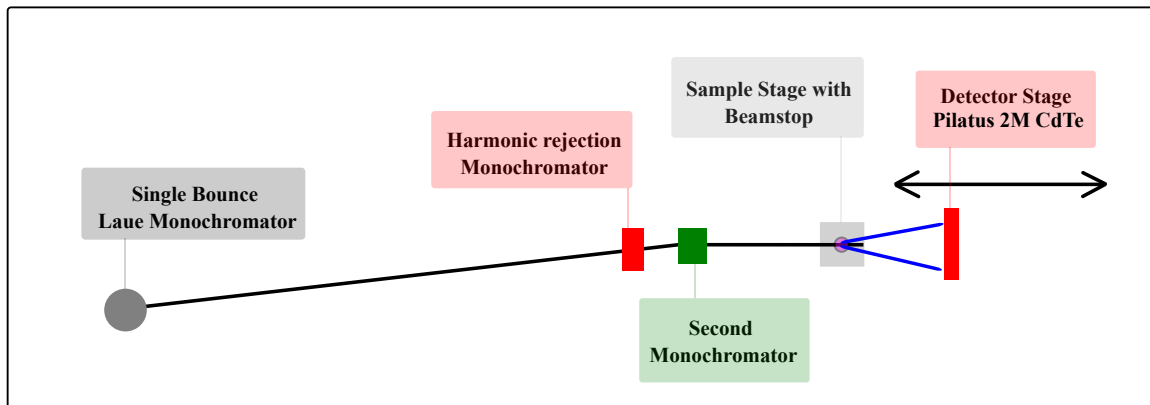 Single Bounce
Laue Monochromator
Harmonic rejection
Monochromator
Second
Monochromator
Sample Stage with
Beamstop
Detector Stage
Pilatus 2M CdTe